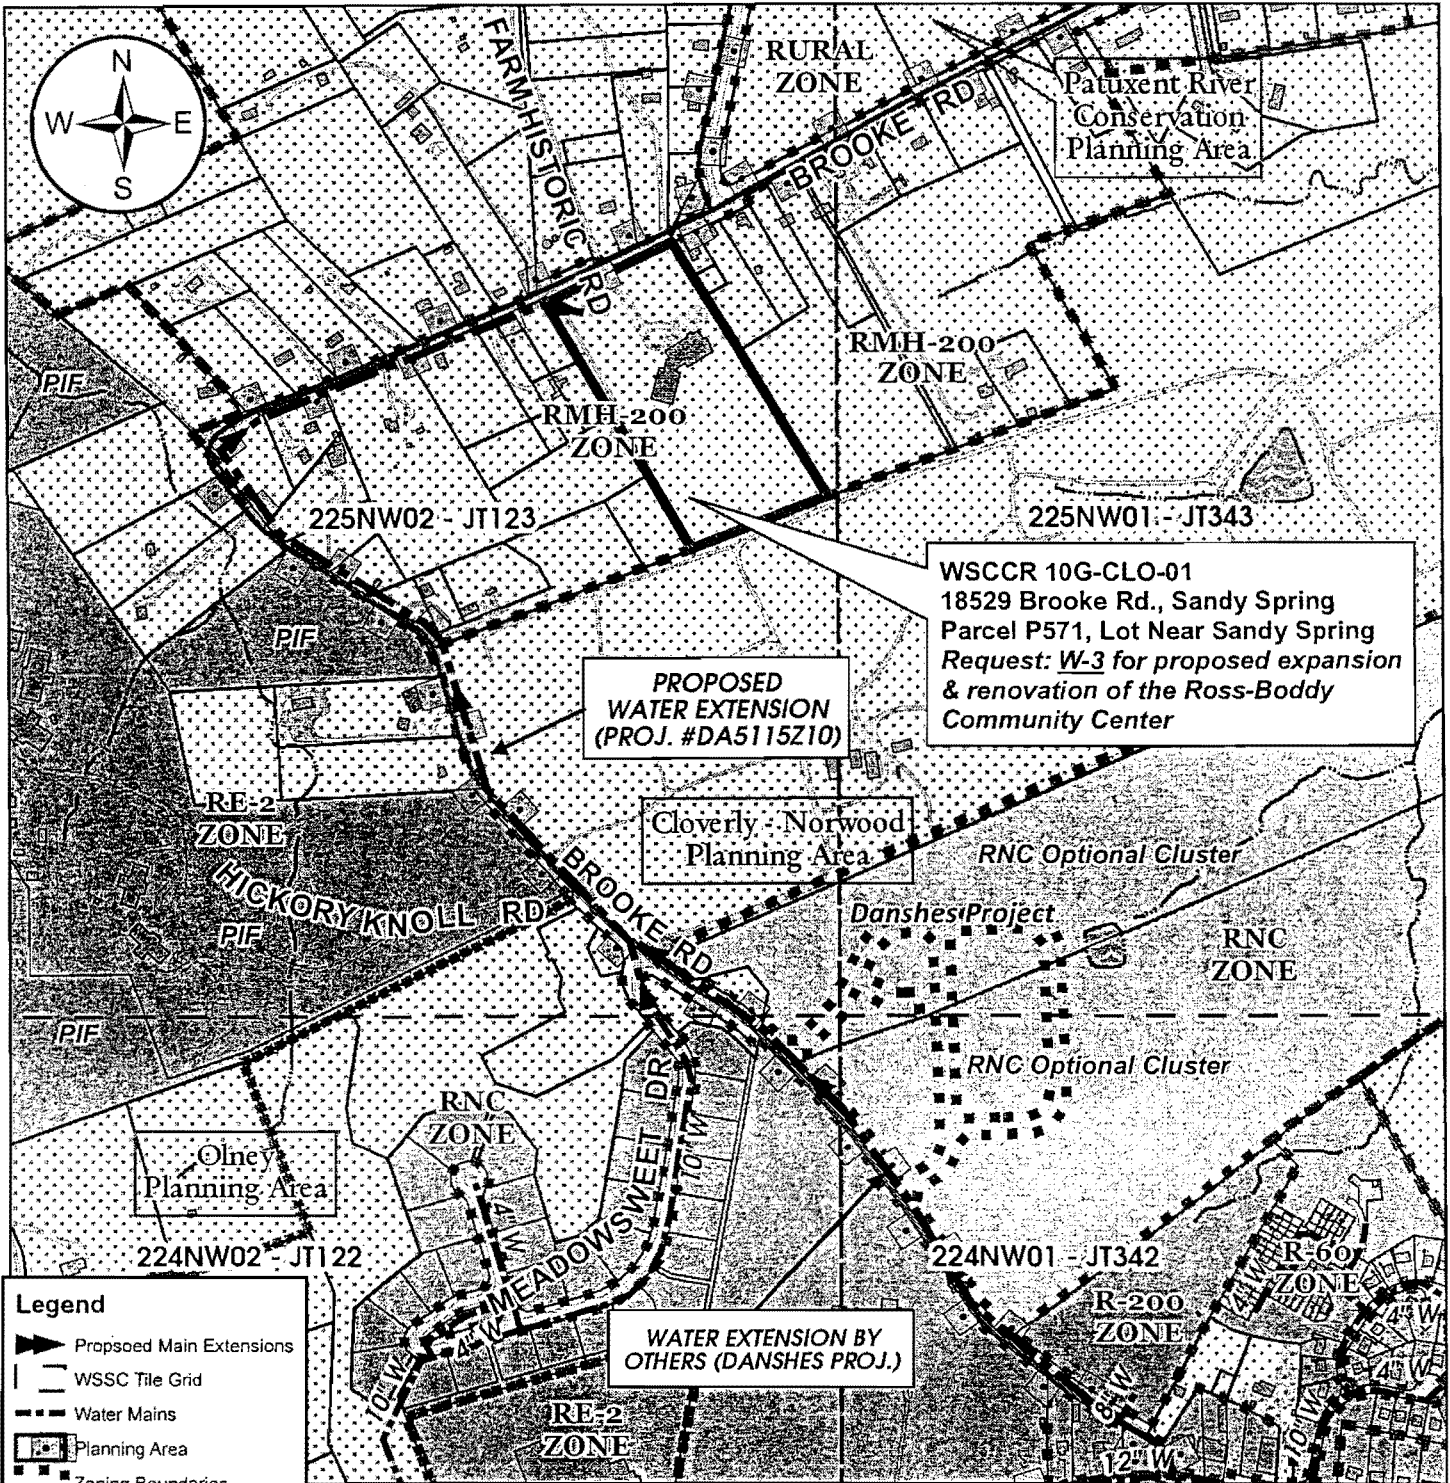 N
W
E
S
FARM HISTORIC RD
RURAL
ZONE
BROOKE RD
Patuxent River
Conservation
Planning Area
PIF
RMH-200
ZONE
RMH-200
ZONE
225NW02 - JT123
225NW01 - JT343
WSCCR 10G-CLO-01
18529 Brooke Rd., Sandy Spring
Parcel P571, Lot Near Sandy Spring
Request: W-3 for proposed expansion
& renovation of the Ross-Boddy
Community Center
PIF
PROPOSED
WATER EXTENSION
(PROJ. #DA5115Z10)
RE-2
ZONE
Cloverly - Norwood
Planning Area
RNC Optional Cluster
HICKORY KNOLL RD
BROOKE RD
PIF
Danshes Project
RNC
ZONE
PIF
RNC Optional Cluster
RNC
ZONE
MEADOWSWEET DR
10" W
Olney
Planning Area
4" W
224NW02 - JT122
224NW01 - JT342
R-60
ZONE
4" W
R-200
ZONE
4" W
4" W
4" W
10" W
WATER EXTENSION BY
OTHERS (DANSHES PROJ.)
8" W
10" W
12" W
RE-2
ZONE
Legend
Propsoed Main Extensions
WSSC Tile Grid
Water Mains
Planning Area
Zoning Boundaries